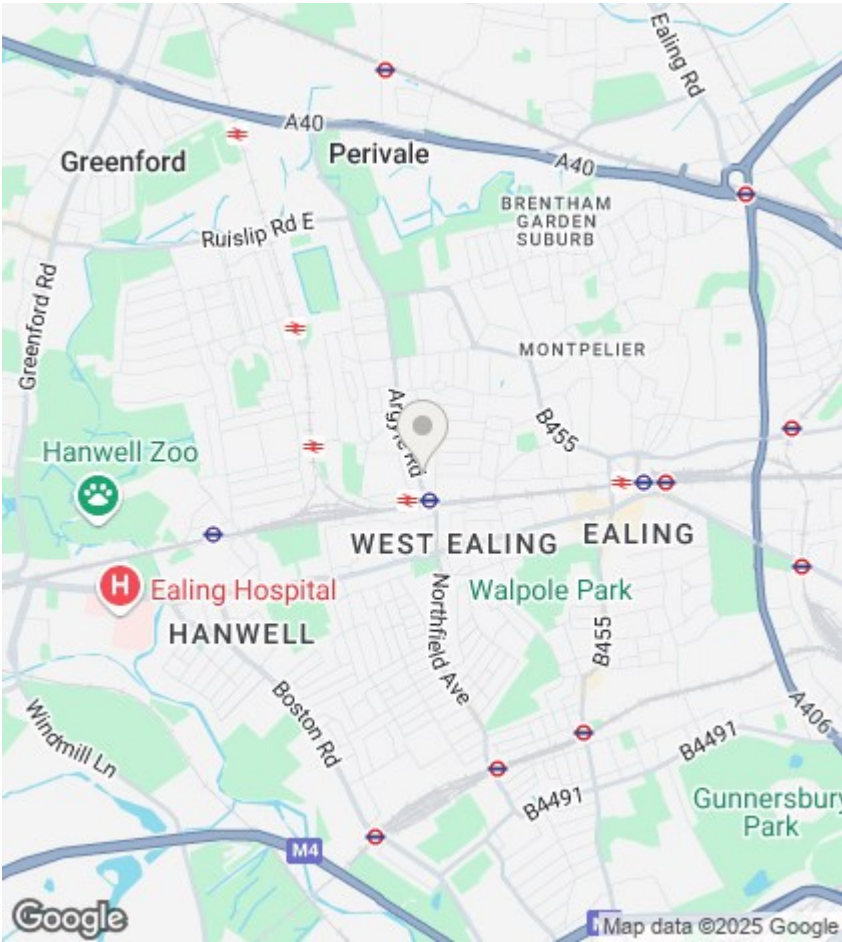 Ealing Rd
A40
Greenford
Perivale
A40
BRENTHAM
GARDEN
SUBURB
Ruislip Rd E
Greenford Rd
MONTPELIER
Argyle Rd
B455
Hanwell Zoo
WEST EALING
EALING
H
Ealing Hospital
Walpole Park
HANWELL
Northfield Ave
B455
Boston Rd
A406
Windmill Ln
B4491
B4491
Gunnersbury
Park
M4
Google
Map data ©2025 Google